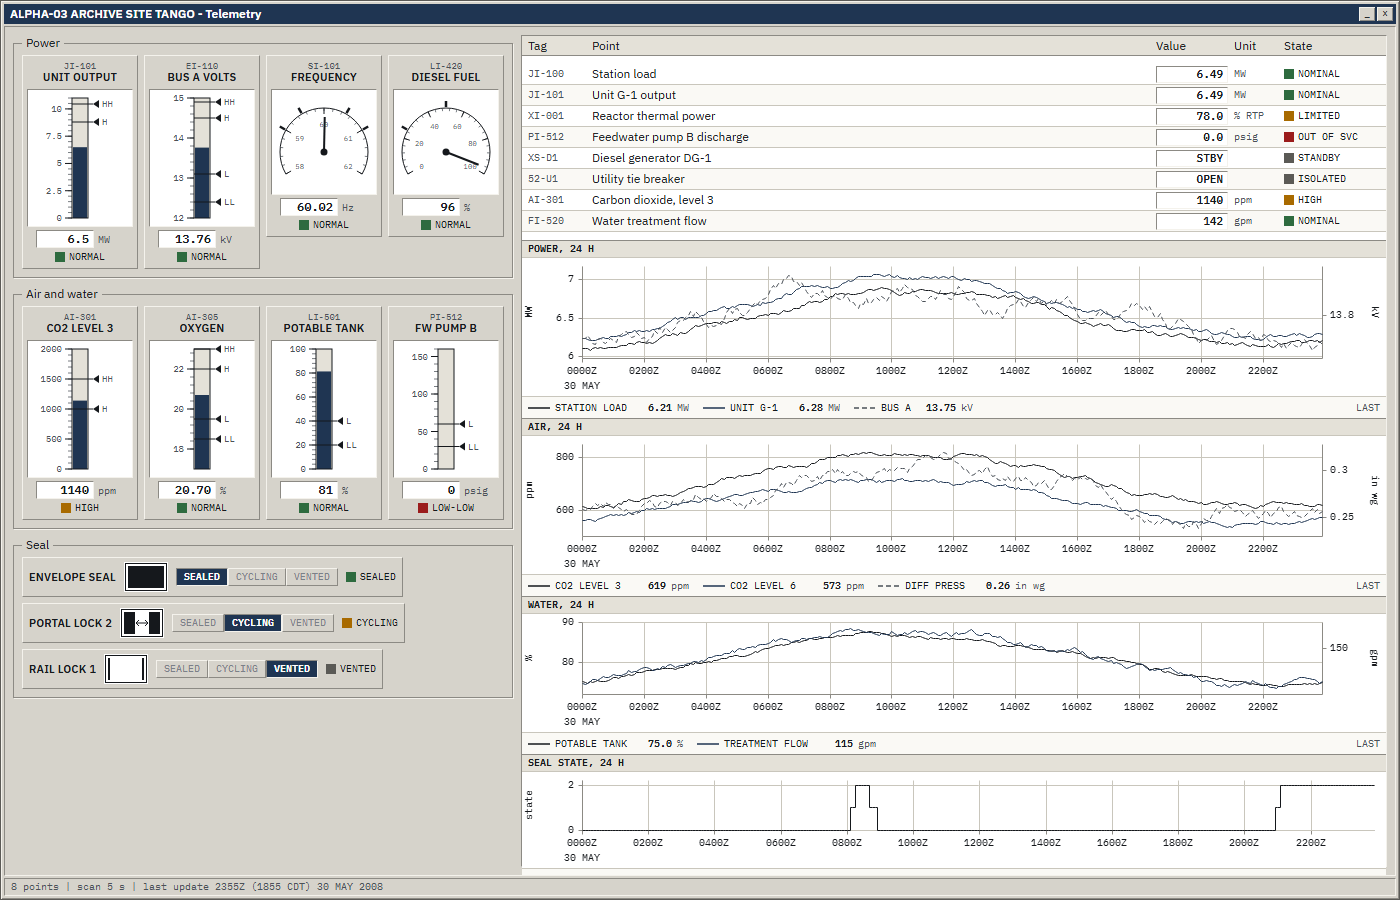 ALPHA-03 ARCHIVE SITE TANGO - Telemetry
_ x
Power
JI-101
UNIT OUTPUT
10
7.5
5
2.5
0
HH
H
6.5 MW
NORMAL
EI-110
BUS A VOLTS
15
14
13
12
HH
H
L
LL
13.76 kV
NORMAL
SI-101
FREQUENCY
58
59
60
61
62
60.02 Hz
NORMAL
LI-420
DIESEL FUEL
0
20
40
60
80
100
96 %
NORMAL
Air and water
AI-301
CO2 LEVEL 3
2000
1500
1000
500
0
HH
H
1140 ppm
HIGH
AI-305
OXYGEN
22
20
18
HH
H
L
LL
20.70 %
NORMAL
LI-501
POTABLE TANK
100
80
60
40
20
0
L
LL
81 %
NORMAL
PI-512
FW PUMP B
150
100
50
0
L
LL
0 psig
LOW-LOW
Seal
ENVELOPE SEAL SEALED CYCLING VENTED SEALED
PORTAL LOCK 2 SEALED CYCLING VENTED CYCLING
RAIL LOCK 1 SEALED CYCLING VENTED VENTED
Tag Point Value Unit State
JI-100 Station load 6.49 MW NOMINAL
JI-101 Unit G-1 output 6.49 MW NOMINAL
XI-001 Reactor thermal power 78.0 % RTP LIMITED
PI-512 Feedwater pump B discharge 0.0 psig OUT OF SVC
XS-D1 Diesel generator DG-1 STBY STANDBY
52-U1 Utility tie breaker OPEN ISOLATED
AI-301 Carbon dioxide, level 3 1140 ppm HIGH
FI-520 Water treatment flow 142 gpm NOMINAL
POWER, 24 H
7
6.5
6
MW
13.8
kV
0000Z 0200Z 0400Z 0600Z 0800Z 1000Z 1200Z 1400Z 1600Z 1800Z 2000Z 2200Z
30 MAY
STATION LOAD 6.21 MW UNIT G-1 6.28 MW BUS A 13.75 kV LAST
AIR, 24 H
800
600
ppm
0.3
0.25
in wg
0000Z 0200Z 0400Z 0600Z 0800Z 1000Z 1200Z 1400Z 1600Z 1800Z 2000Z 2200Z
30 MAY
CO2 LEVEL 3 619 ppm CO2 LEVEL 6 573 ppm DIFF PRESS 0.26 in wg LAST
WATER, 24 H
90
80
%
150
gpm
0000Z 0200Z 0400Z 0600Z 0800Z 1000Z 1200Z 1400Z 1600Z 1800Z 2000Z 2200Z
30 MAY
POTABLE TANK 75.0 % TREATMENT FLOW 115 gpm LAST
SEAL STATE, 24 H
2
0
state
0000Z 0200Z 0400Z 0600Z 0800Z 1000Z 1200Z 1400Z 1600Z 1800Z 2000Z 2200Z
30 MAY
8 points | scan 5 s | last update 2355Z (1855 CDT) 30 MAY 2008